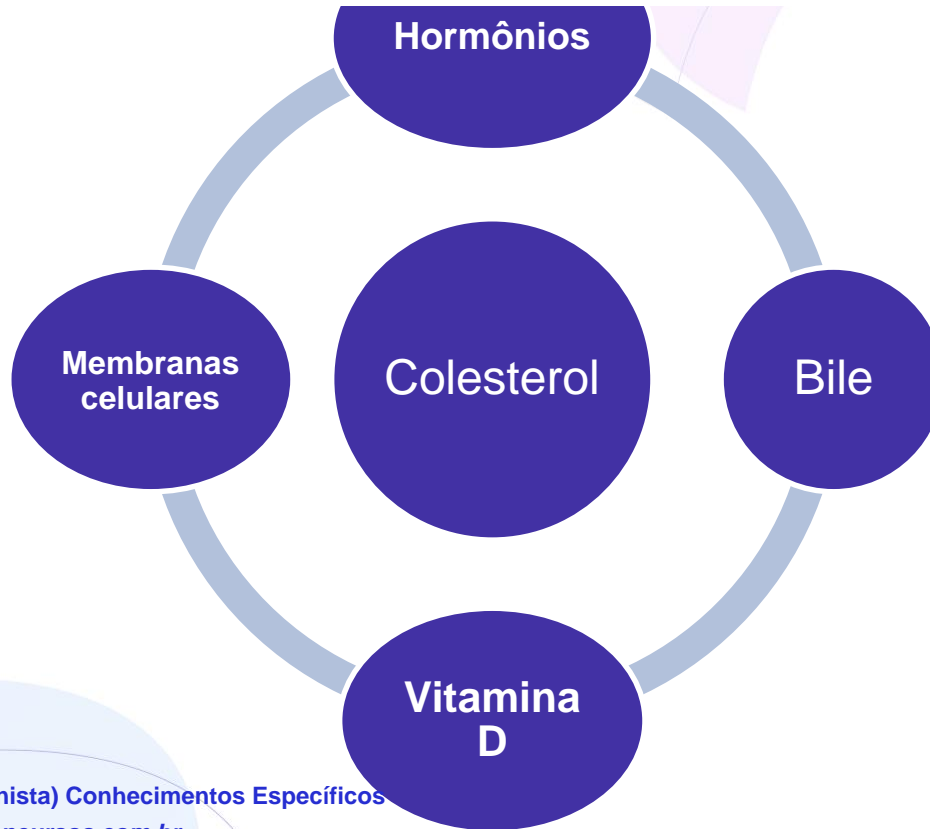 Hormônios
Membranas
celulares
Colesterol
Bile
Vitamina
D
Conhecimentos Específicos